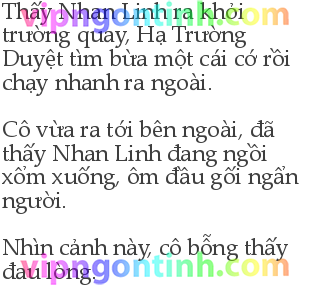 Thấy Nhan Linh ra khỏi
trường quay, Hạ Trường
Duyệt tìm bừa một cái có rồi
chạy nhanh ra ngoài.
Cô vừa ra tới bên ngoài, đã
thấy Nhan Linh đang ngồi
xổm xuống, ôm đầu gối ngẩn
người.
Nhìn cảnh này, cô bỗng thấy
đau lòng.
vipngontinh.com
vipngontinh.com